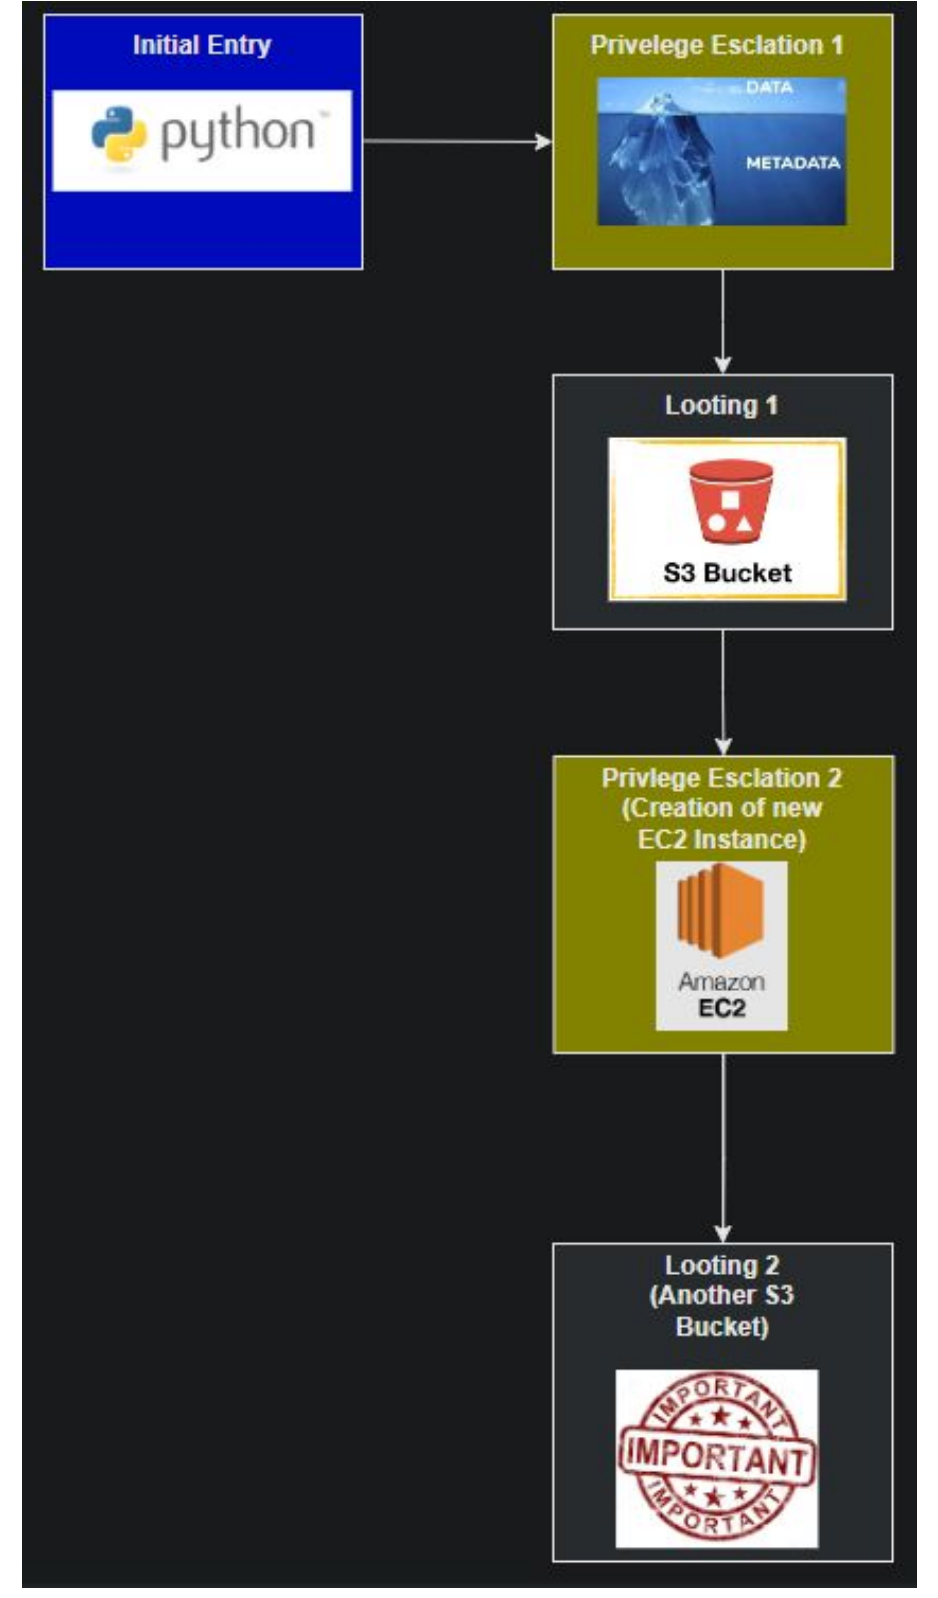 Initial Entry
python
Privelege Esclation 1
DATA
METADATA
Looting 1
S3 Bucket
Privlege Esclation 2
(Creation of new
EC2 Instance)
Amazon
EC2
Looting 2
(Another S3
Bucket)
IMPORTANT
IMPORTANT
IMPORTANT